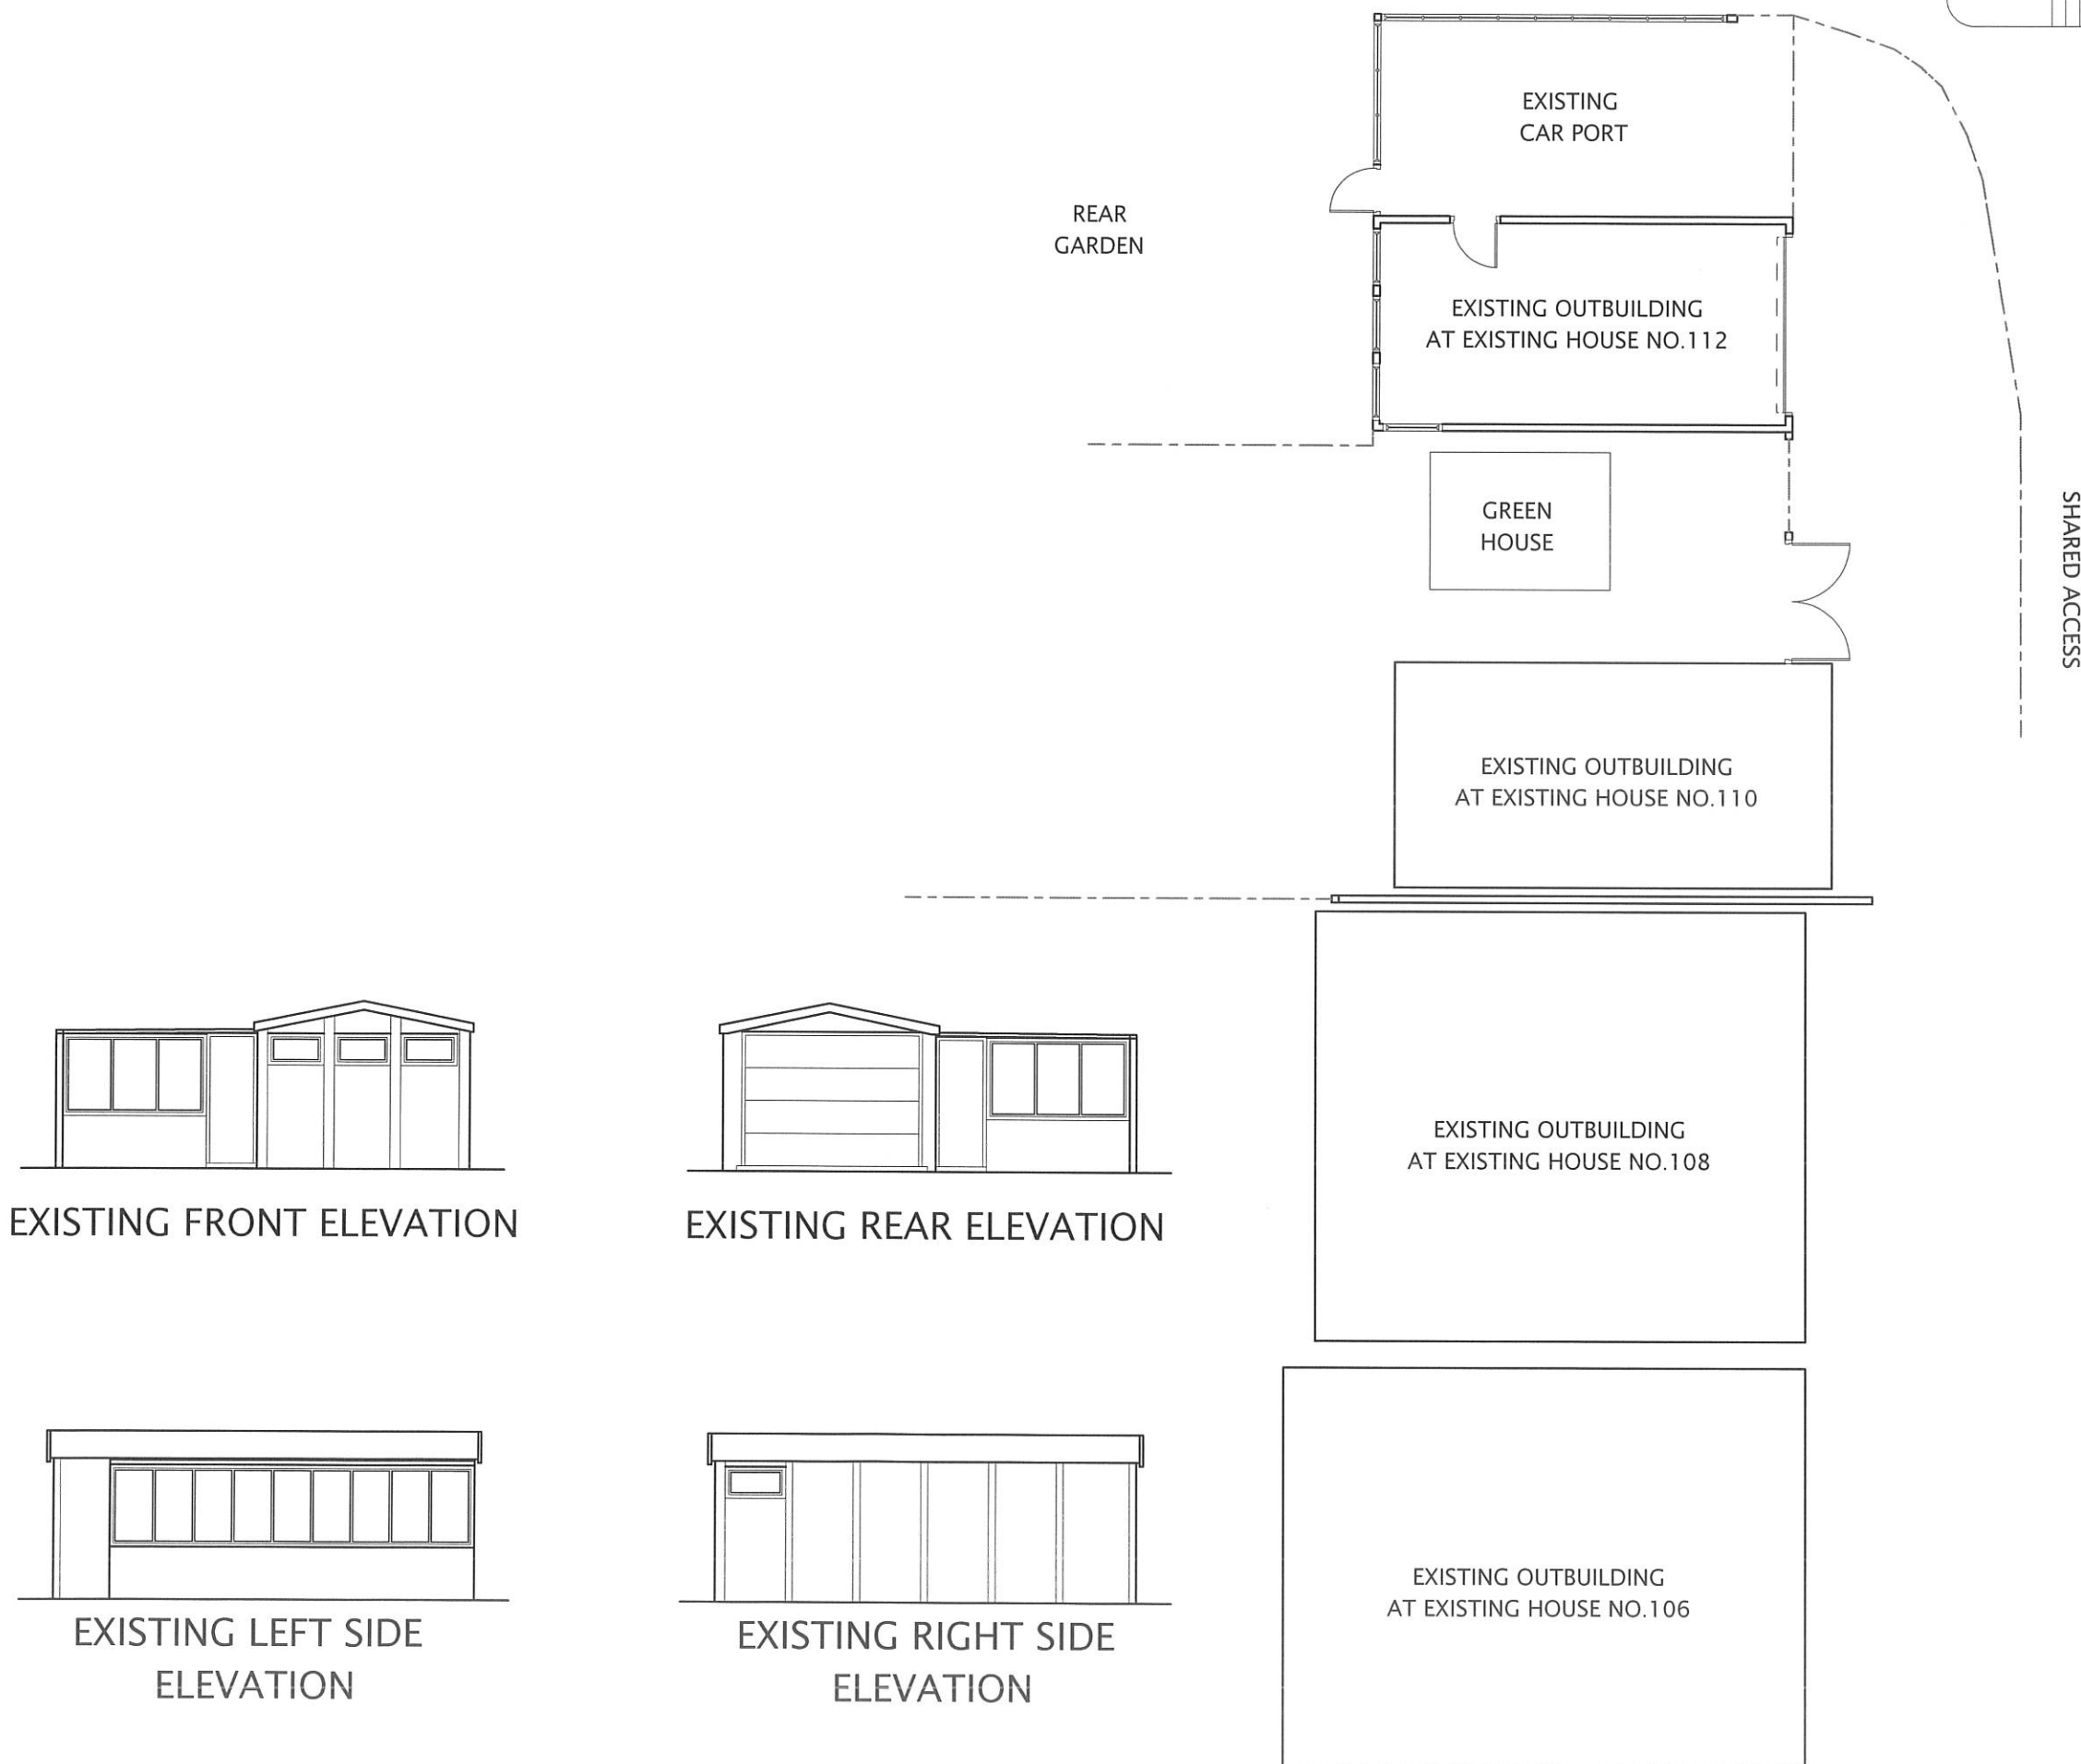 EXISTING
CAR PORT
REAR
GARDEN
EXISTING OUTBUILDING
AT EXISTING HOUSE NO.112
GREEN
HOUSE
SHARED ACCESS
EXISTING OUTBUILDING
AT EXISTING HOUSE NO.110
EXISTING OUTBUILDING
AT EXISTING HOUSE NO.108
EXISTING FRONT ELEVATION
EXISTING REAR ELEVATION
EXISTING OUTBUILDING
AT EXISTING HOUSE NO.106
EXISTING LEFT SIDE
ELEVATION
EXISTING RIGHT SIDE
ELEVATION